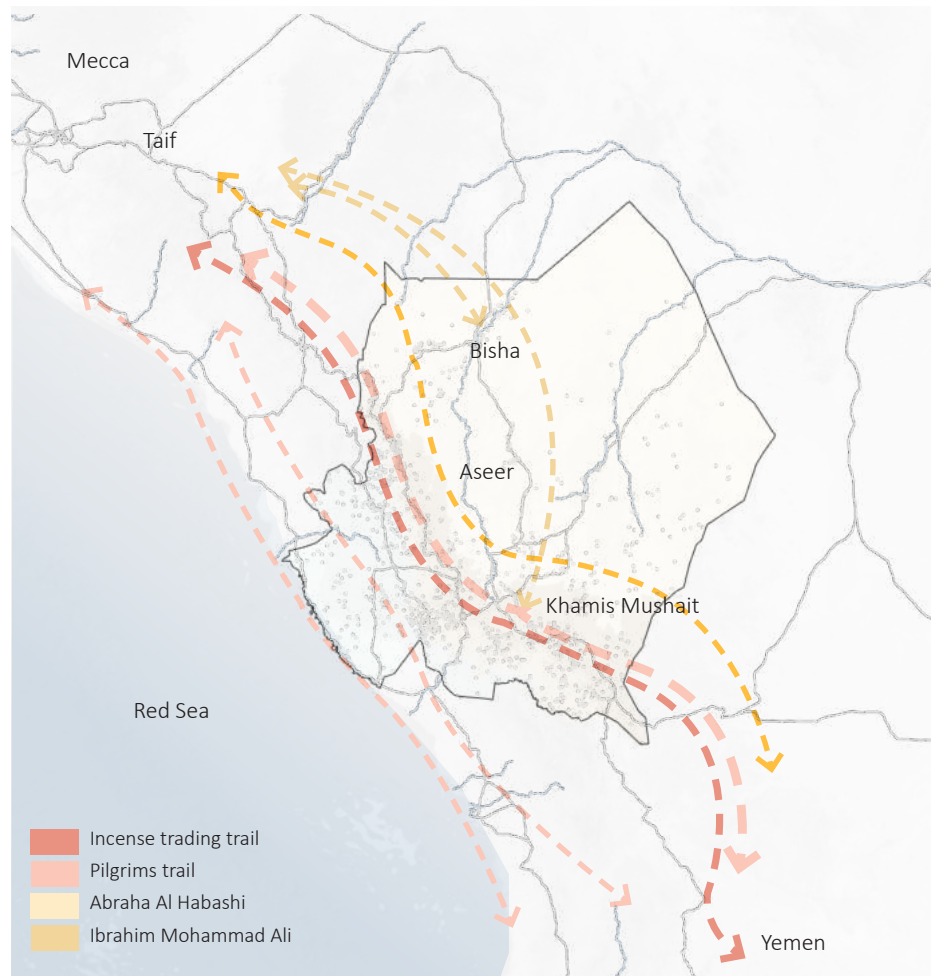 Mecca
Taif
Bisha
Aseer
Khamis Mushait
Red Sea
Incense trading trail
Pilgrims trail
Abraha Al Habashi
Ibrahim Mohammad Ali
Yemen